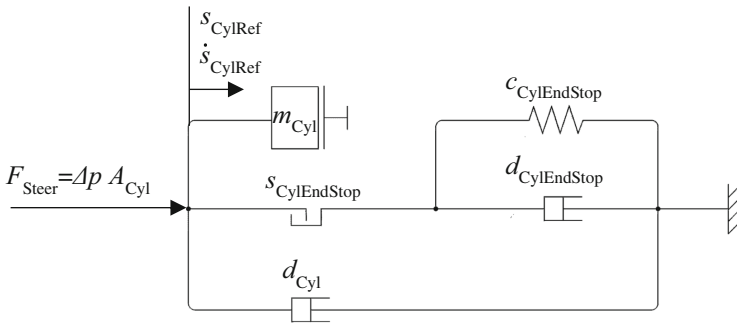 s_CylRef
ṡ_CylRef
c_CylEndStop
m_Cyl
F_Steer=Δp A_Cyl
s_CylEndStop
d_CylEndStop
d_Cyl